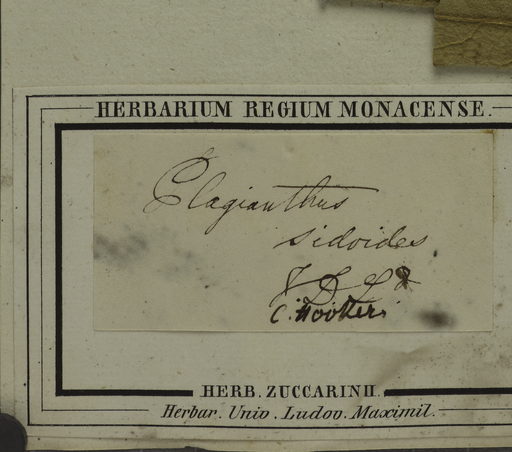 HERBARIUM REGIUM MONACENSE.
Plagianthus
sidoides
C. Hooker.
HERB. ZUCCARINII.
Herbar. Univ. Ludov. Maximil.